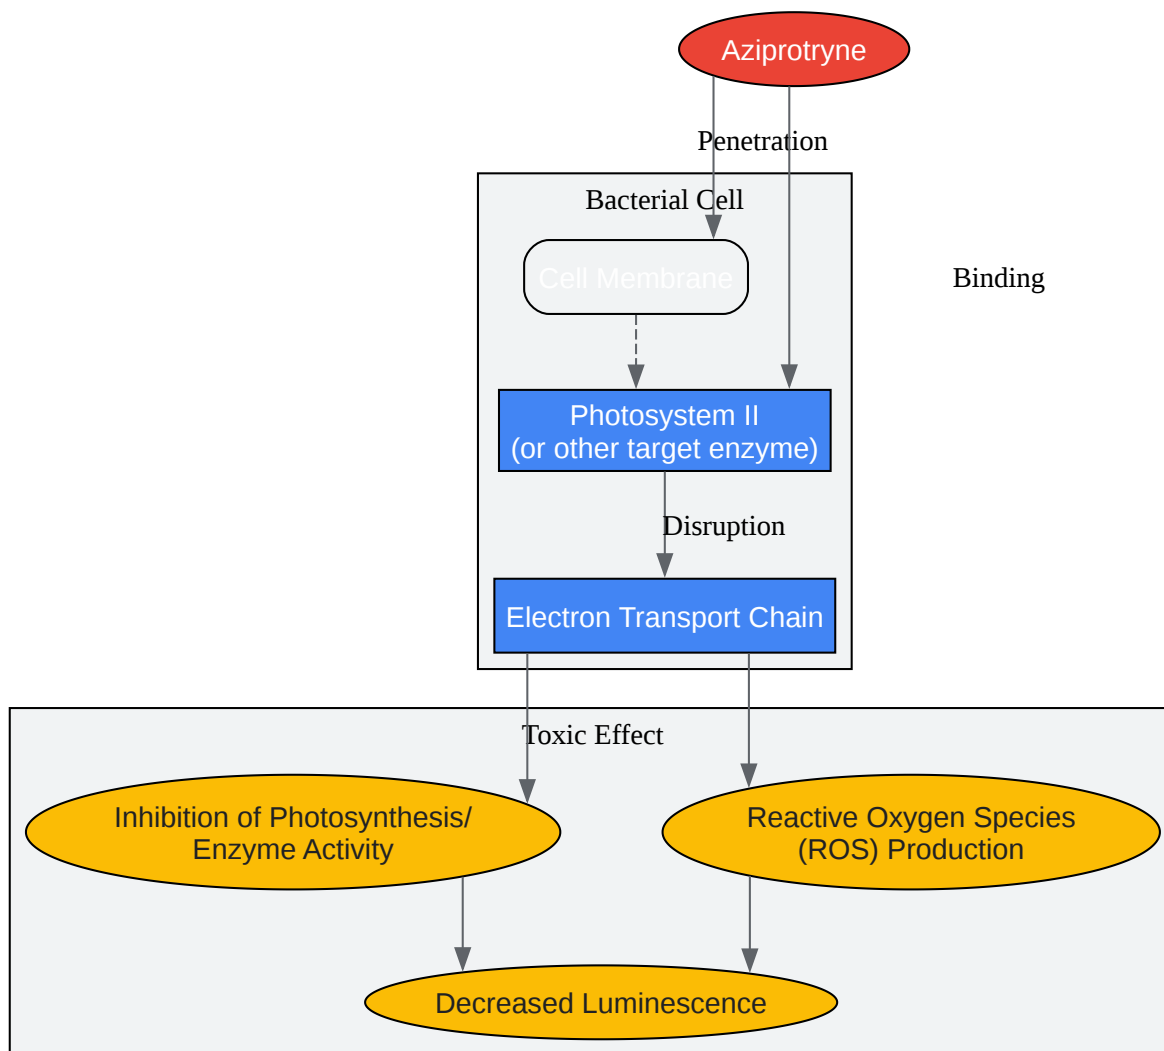 Aziprotryne
Penetration
Bacterial Cell
Cell Membrane
Binding
Photosystem II
(or other target enzyme)
Disruption
Electron Transport Chain
Toxic Effect
Inhibition of Photosynthesis/
Enzyme Activity
Reactive Oxygen Species
(ROS) Production
Decreased Luminescence